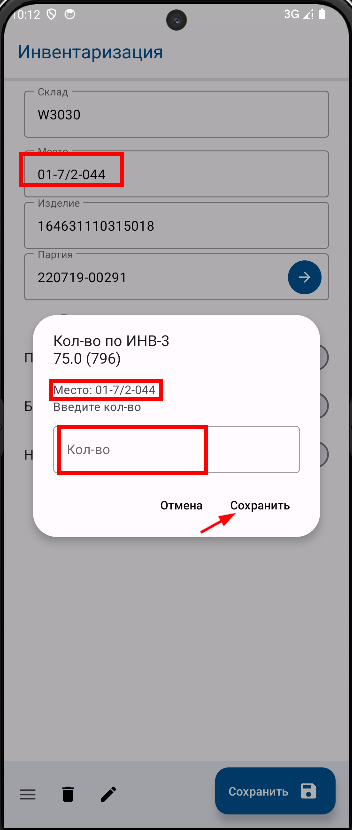 10:12
3G
Инвентаризация
Склад
W3030
Место
01-7/2-044
Изделие
164631110315018
Партия
220719-00291
Кол-во по ИНВ-3
75.0 (796)
П
Место: 01-7/2-044
Введите кол-во
Б
Кол-во
Н
Отмена
Сохранить
Сохранить